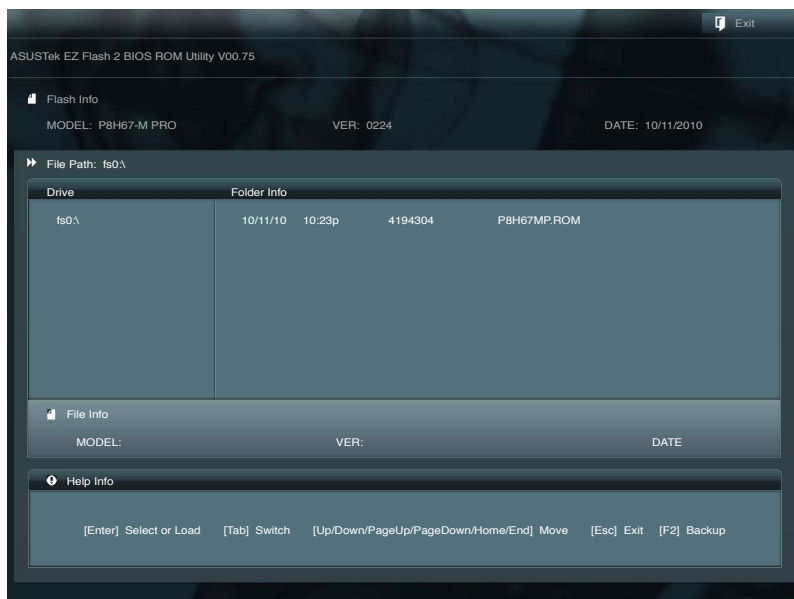 Exit
ASUSTek EZ Flash 2 BIOS ROM Utility V00.75
Flash Info
MODEL: P8H67-M PRO VER: 0224 DATE: 10/11/2010
File Path: fs0:\
Drive Folder Info
fs0:\ 10/11/10 10:23p 4194304 P8H67MP.ROM
File Info
MODEL: VER: DATE
Help Info
[Enter] Select or Load [Tab] Switch [Up/Down/PageUp/PageDown/Home/End] Move [Esc] Exit [F2] Backup